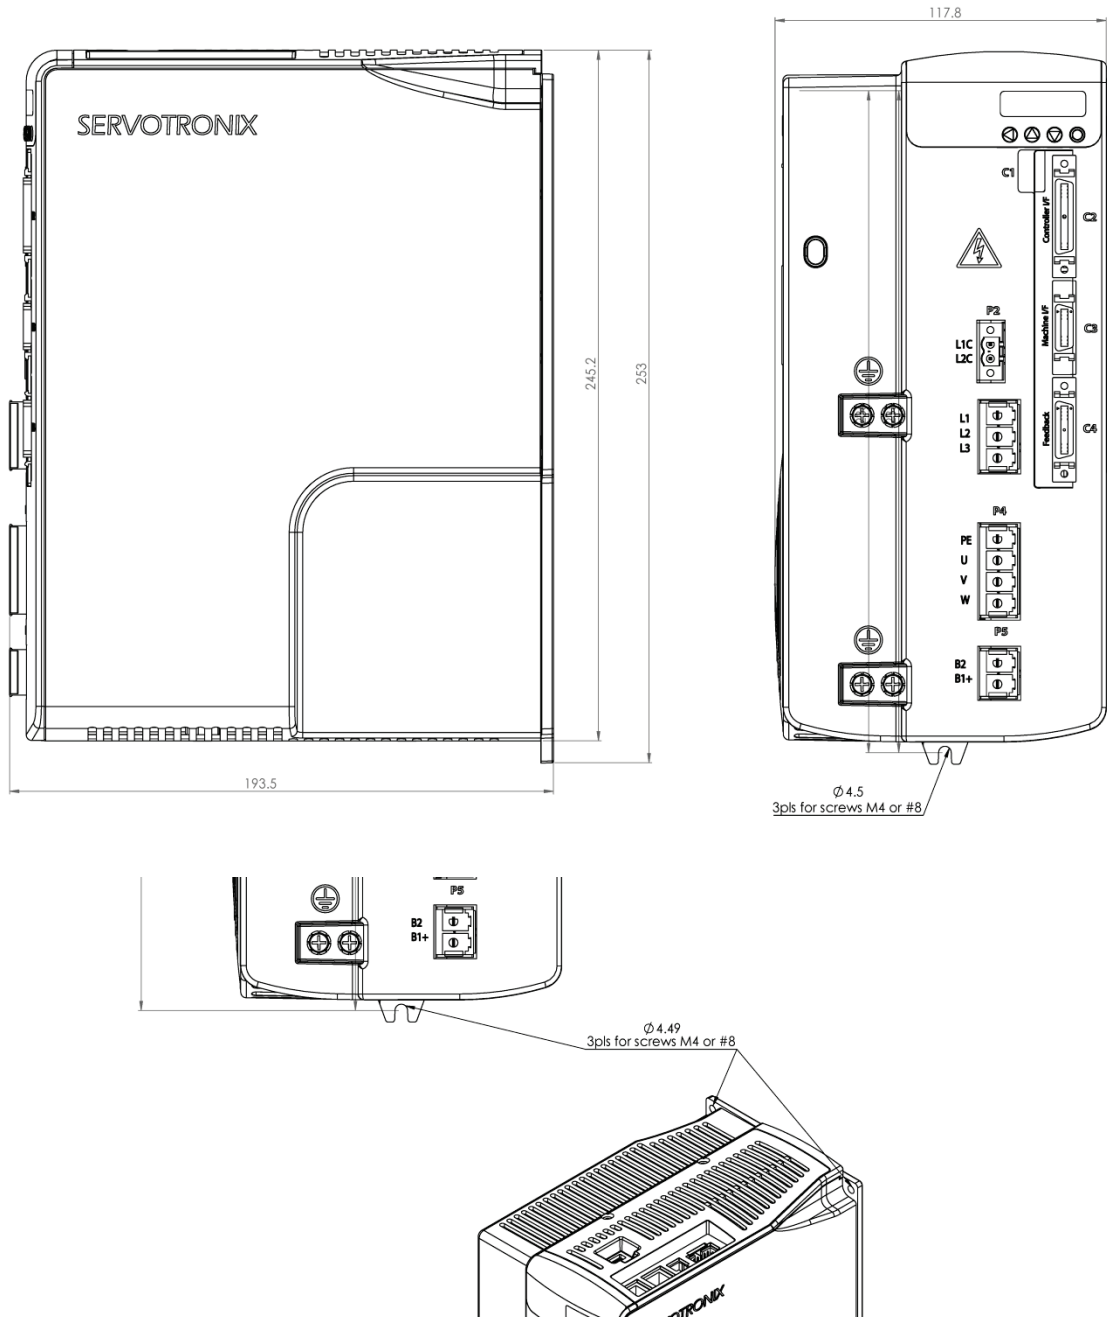 117.8
SERVOTRONIX
C1
Controller I/F
C2
P2
Machine I/F
C3
L1C
L2C
245.2
253
L1
L2
L3
Feedback
C4
P4
PE
U
V
W
P5
B2
B1+
193.5
Ø 4.5
3pls for screws M4 or #8
P5
B2
B1+
Ø 4.49
3pls for screws M4 or #8
OTRONIX